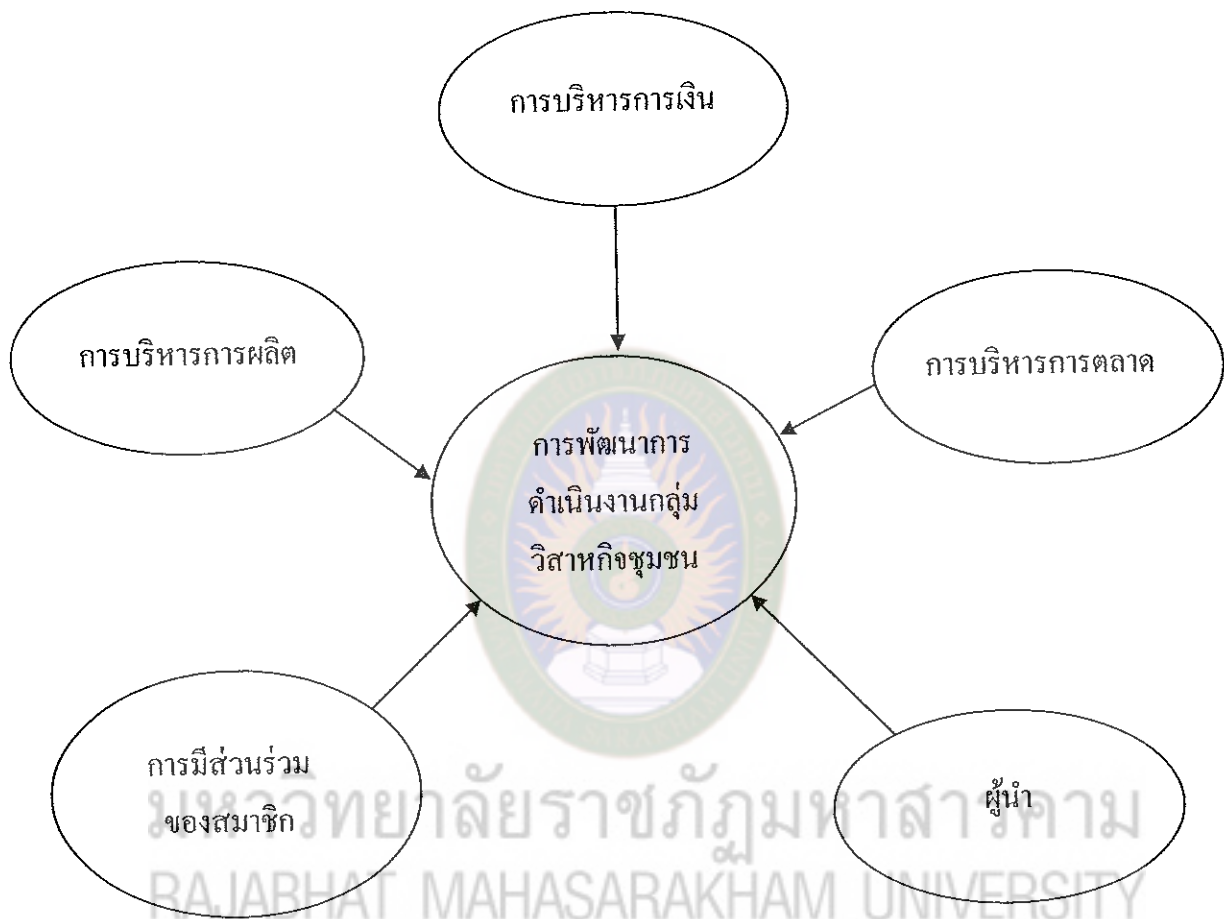 การบริหารการเงิน
การบริหารการผลิต
การบริหารการตลาด
การพัฒนาการ
ดำเนินงานกลุ่ม
วิสาหกิจชุมชน
การมีส่วนร่วม
ของสมาชิก
ผู้นำ
มหาวิทยาลัยราชภัฏมหาสารคาม
RAJABHAT MAHASARAKHAM UNIVERSITY